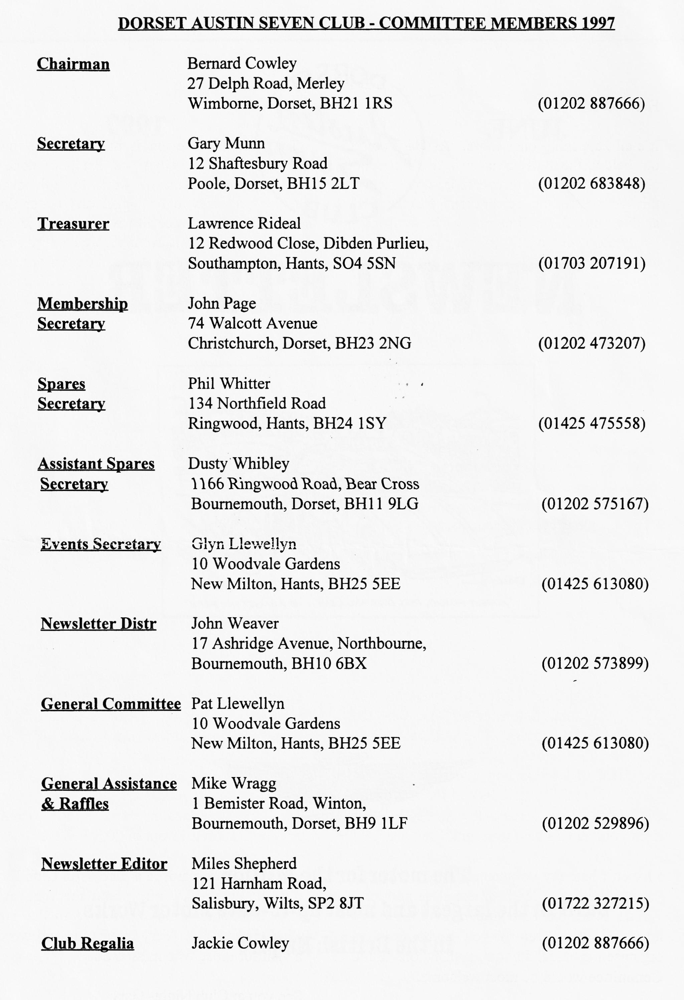 DORSET AUSTIN SEVEN CLUB - COMMITTEE MEMBERS 1997
Chairman Bernard Cowley
27 Delph Road, Merley
Wimborne, Dorset, BH21 1RS (01202 887666)
Secretary Gary Munn
12 Shaftesbury Road
Poole, Dorset, BH15 2LT (01202 683848)
Treasurer Lawrence Rideal
12 Redwood Close, Dibden Purlieu,
Southampton, Hants, SO4 5SN (01703 207191)
Membership John Page
Secretary 74 Walcott Avenue
Christchurch, Dorset, BH23 2NG (01202 473207)
Spares Phil Whitter
Secretary 134 Northfield Road
Ringwood, Hants, BH24 1SY (01425 475558)
Assistant Spares Dusty Whibley
Secretary 1166 Ringwood Road, Bear Cross
Bournemouth, Dorset, BH11 9LG (01202 575167)
Events Secretary Glyn Llewellyn
10 Woodvale Gardens
New Milton, Hants, BH25 5EE (01425 613080)
Newsletter Distr John Weaver
17 Ashridge Avenue, Northbourne,
Bournemouth, BH10 6BX (01202 573899)
General Committee Pat Llewellyn
10 Woodvale Gardens
New Milton, Hants, BH25 5EE (01425 613080)
General Assistance Mike Wragg
& Raffles 1 Bemister Road, Winton,
Bournemouth, Dorset, BH9 1LF (01202 529896)
Newsletter Editor Miles Shepherd
121 Harnham Road,
Salisbury, Wilts, SP2 8JT (01722 327215)
Club Regalia Jackie Cowley (01202 887666)